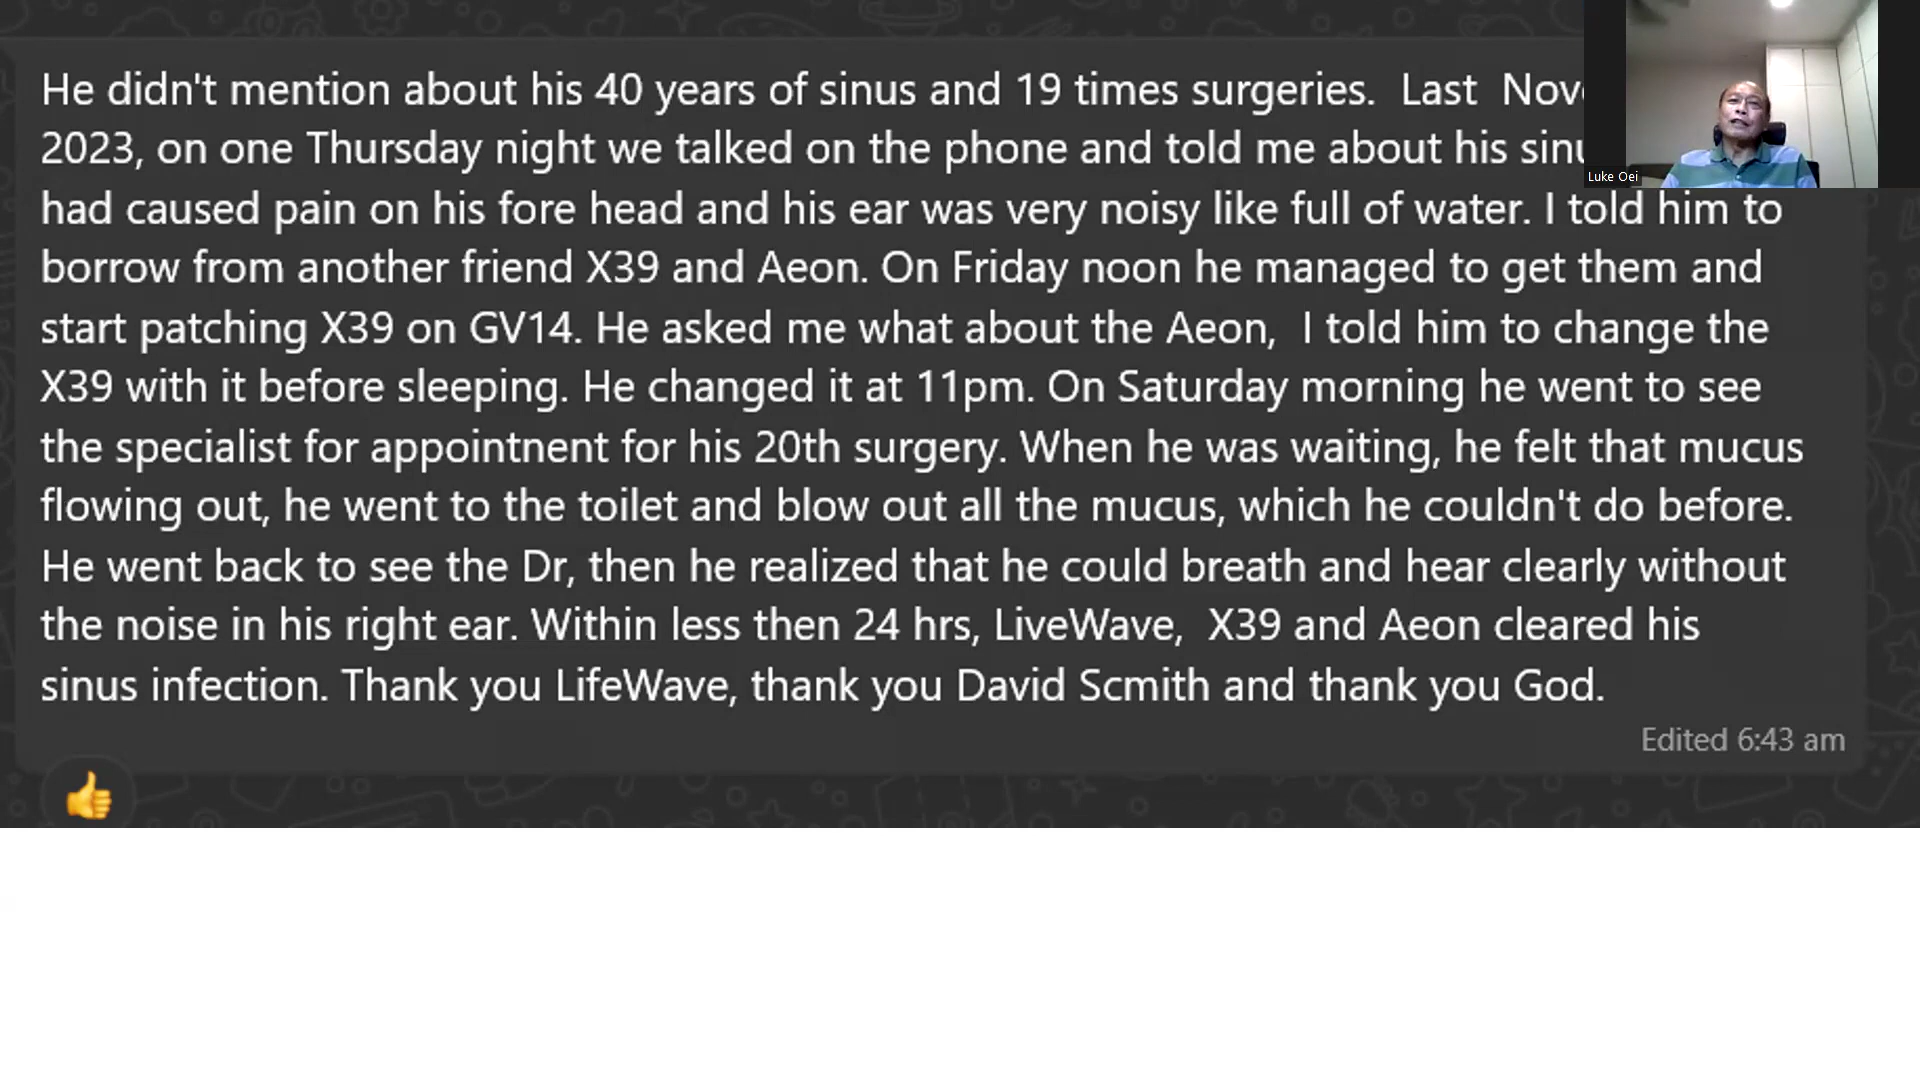 He didn't mention about his 40 years of sinus and 19 times surgeries. Last
2023, on one Thursday night we talked on the phone and told me about his
had caused pain on his fore head and his ear was very noisy like full of water. I told him to
borrow from another friend X39 and Aeon. On Friday noon he managed to get them and
start patching X39 on GV14. He asked me what about the Aeon, I told him to change the
X39 with it before sleeping. He changed it at 11pm. On Saturday morning he went to see
the specialist for appointnent for his 20th surgery. When he was waiting, he felt that mucus
flowing out, he went to the toilet and blow out all the mucus, which he couldn't do before.
He went back to see the Dr, then he realized that he could breath and hear clearly without
the noise in his right ear. Within less then 24 hrs, LiveWave, X39 and Aeon cleared his
sinus infection. Thank you LifeWave, thank you David Scmith and thank you God.
Edited 6:43 am
Luke Oei